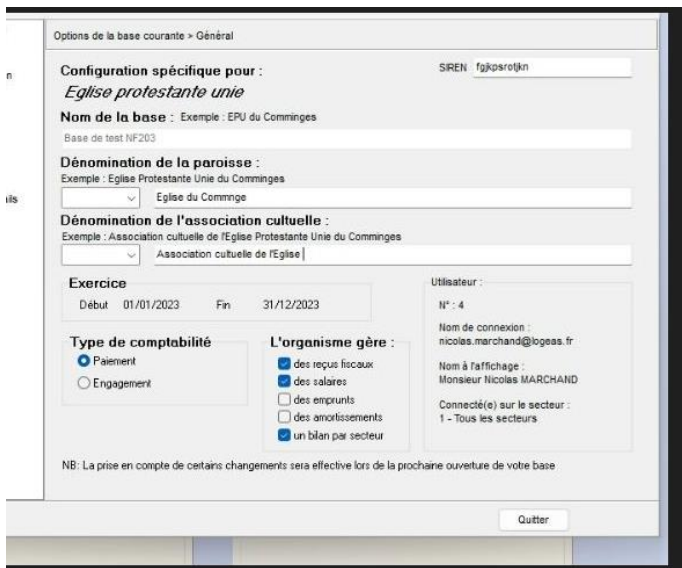 Options de la base courante > Général
Configuration spécifique pour :
SIREN fgjkpsrotjkn
Eglise protestante unie
Nom de la base : Exemple : EPU du Comminges
Base de test NF203
Dénomination de la paroisse :
Exemple : Eglise Protestante Unie du Comminges
Eglise du Commnge
Dénomination de l'association cultuelle :
Exemple : Association cultuelle de l'Eglise Protestante Unie du Comminges
Association cultuelle de l'Eglise
Exercice
Début 01/01/2023 Fin 31/12/2023
Type de comptabilité
Paiement
Engagement
L'organisme gère :
des reçus fiscaux
des salaires
des emprunts
des amortissements
un bilan par secteur
Utilisateur :
N° : 4
Nom de connexion :
nicolas.marchand@logeas.fr
Nom à l'affichage :
Monsieur Nicolas MARCHAND
Connecté(e) sur le secteur :
1 - Tous les secteurs
NB: La prise en compte de certains changements sera effective lors de la prochaine ouverture de votre base
Quitter